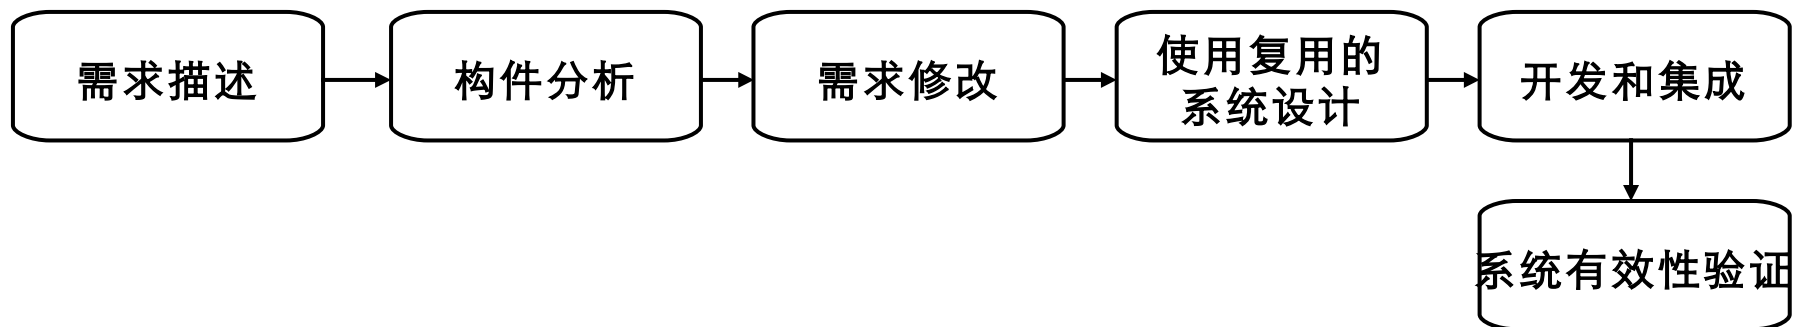 需求描述
构件分析
需求修改
使用复用的
系统设计
开发和集成
系统有效性验证